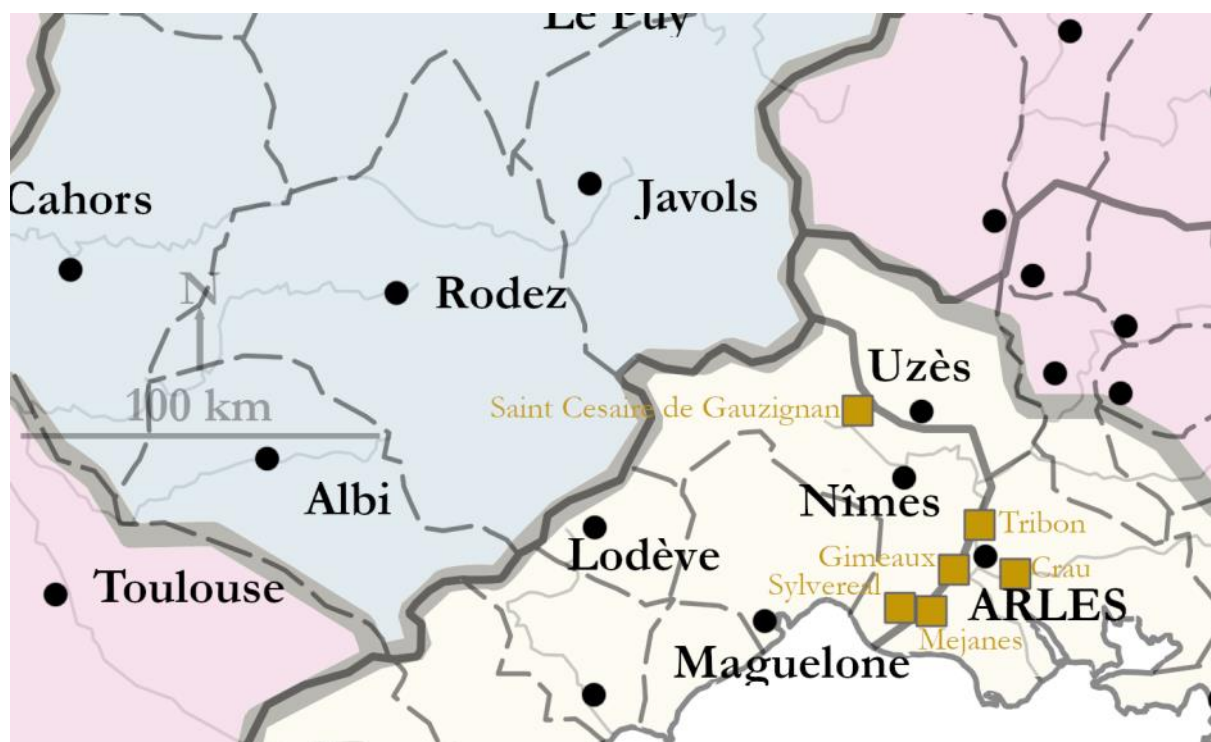 Le Puy
Cahors
Javols
N
Rodez
Uzès
100 km
Saint Cesaire de Gauzignan
Albi
Nîmes
Tribon
Lodève
Gimeaux
Crau
Toulouse
Sylvereal
ARLES
Mejanes
Maguelone